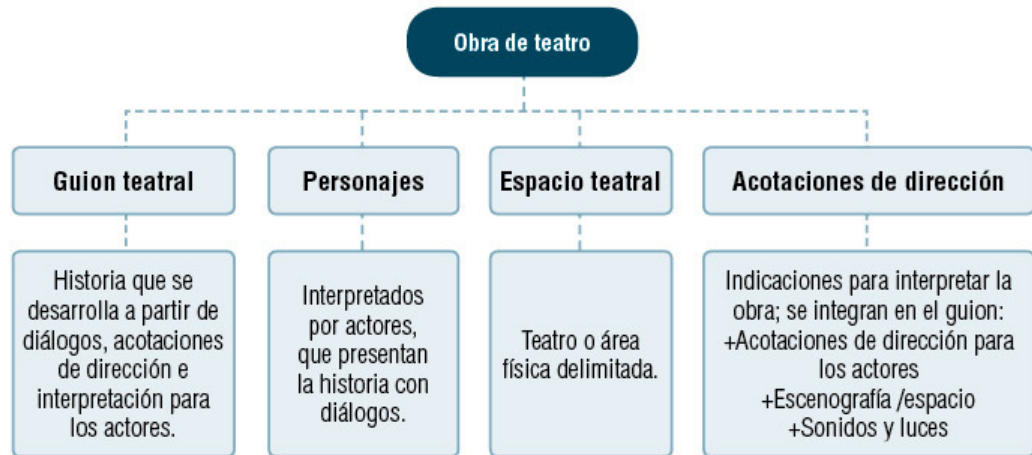 Obra de teatro
Guion teatral
Personajes
Espacio teatral
Acotaciones de dirección
Historia que se
desarrolla a partir de
diálogos, acotaciones
de dirección e
interpretación para
los actores.
Interpretados
por actores,
que presentan
la historia con
diálogos.
Teatro o área
física delimitada.
Indicaciones para interpretar la
obra; se integran en el guion:
+Acotaciones de dirección para
los actores
+Escenografía /espacio
+Sonidos y luces